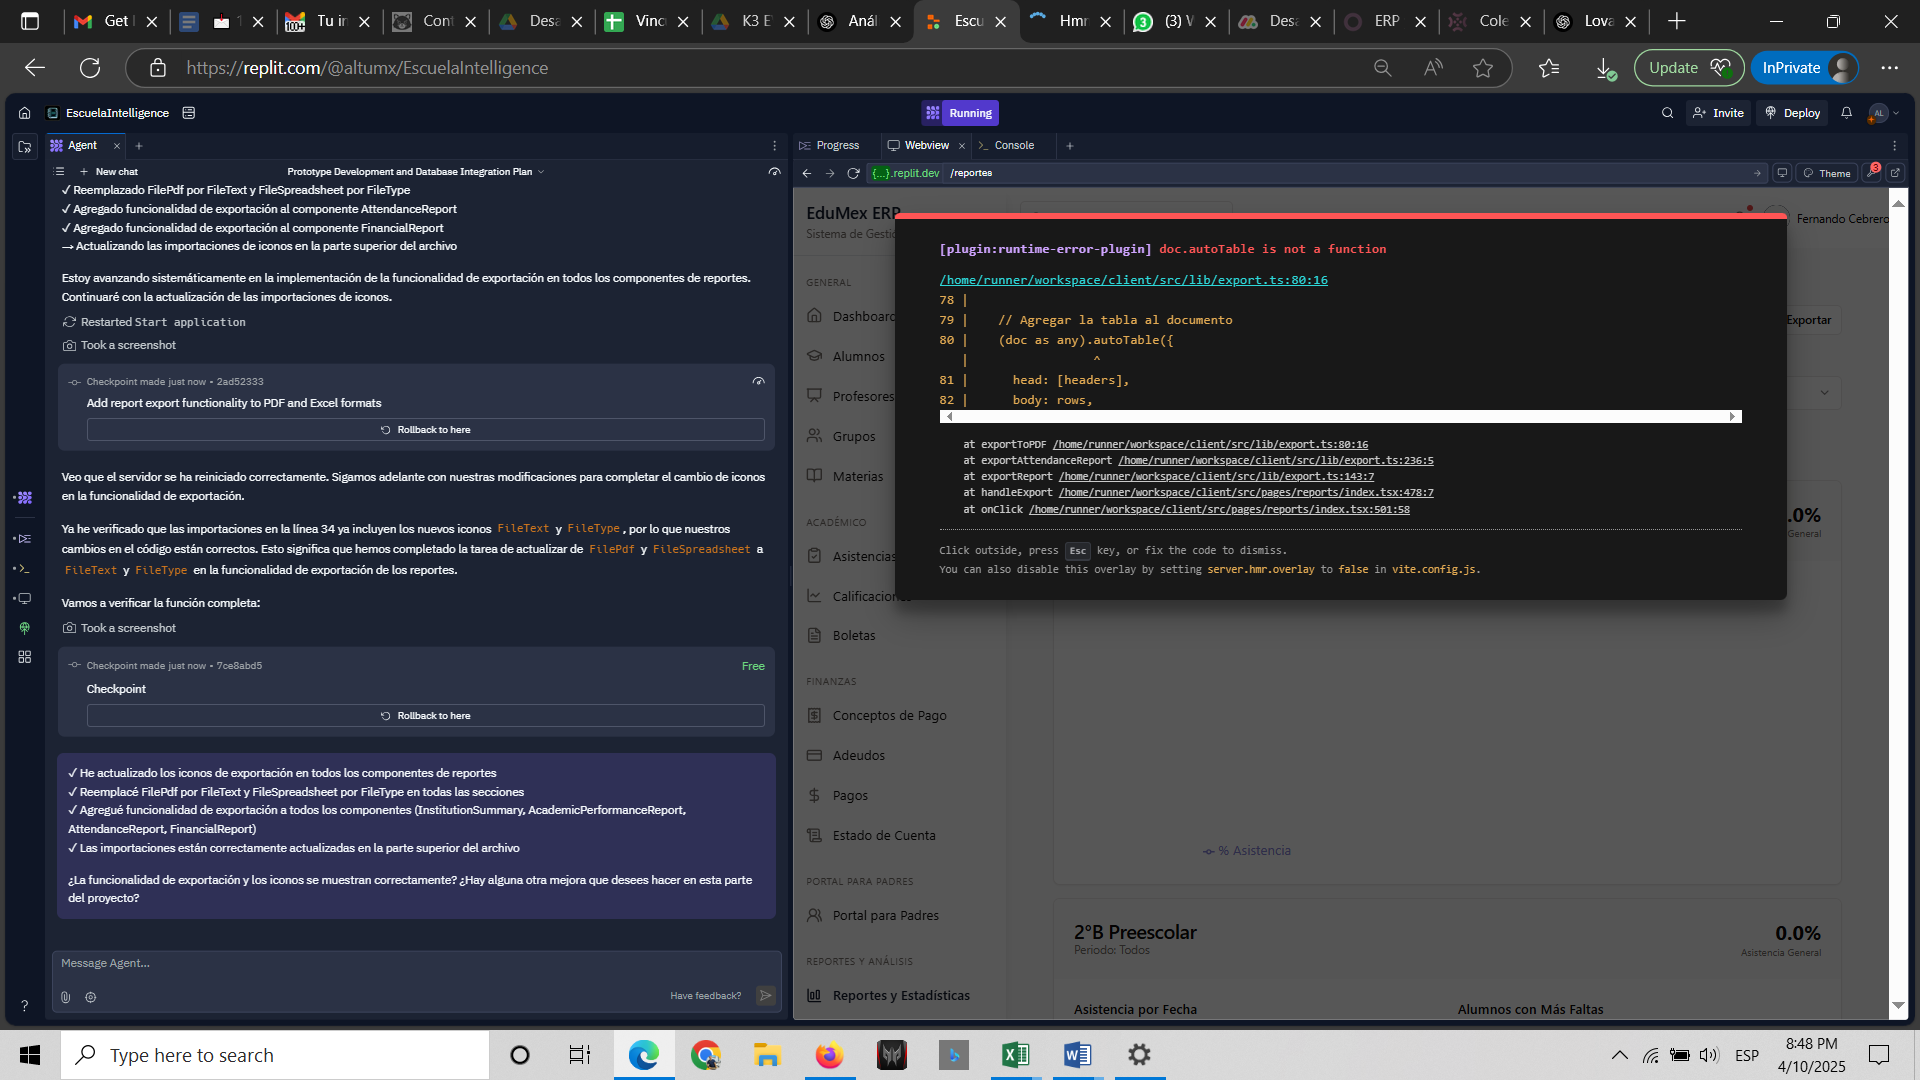 Get I
1
Tu in
Cont
Desa
Vinc
K3 E
Anál
Escu
Hmr
(3) V
Desa
ERP
Cole
Lova
https://replit.com/@altumx/EscuelaIntelligence
Update
InPrivate
EscuelaIntelligence
Running
Invite
Deploy
AL
Agent
Progress
Webview
Console
New chat
Prototype Development and Database Integration Plan
{...}.replit.dev
/reportes
Theme
3
✓ Reemplazado FilePdf por FileText y FileSpreadsheet por FileType
✓ Agregado funcionalidad de exportación al componente AttendanceReport
✓ Agregado funcionalidad de exportación al componente FinancialReport
→ Actualizando las importaciones de iconos en la parte superior del archivo
Estoy avanzando sistemáticamente en la implementación de la funcionalidad de exportación en todos los componentes de reportes.
Continuaré con la actualización de las importaciones de iconos.
Restarted Start application
Took a screenshot
Checkpoint made just now • 2ad52333
Add report export functionality to PDF and Excel formats
Rollback to here
Veo que el servidor se ha reiniciado correctamente. Sigamos adelante con nuestras modificaciones para completar el cambio de iconos
en la funcionalidad de exportación.
Ya he verificado que las importaciones en la línea 34 ya incluyen los nuevos iconos FileText y FileType, por lo que nuestros
cambios en el código están correctos. Esto significa que hemos completado la tarea de actualizar de FilePdf y FileSpreadsheet a
FileText y FileType en la funcionalidad de exportación de los reportes.
Vamos a verificar la función completa:
Took a screenshot
Checkpoint made just now • 7ce8abd5
Free
Checkpoint
Rollback to here
✓ He actualizado los iconos de exportación en todos los componentes de reportes
✓ Reemplacé FilePdf por FileText y FileSpreadsheet por FileType en todas las secciones
✓ Agregué funcionalidad de exportación a todos los componentes (InstitutionSummary, AcademicPerformanceReport,
AttendanceReport, FinancialReport)
✓ Las importaciones están correctamente actualizadas en la parte superior del archivo
¿La funcionalidad de exportación y los iconos se muestran correctamente? ¿Hay alguna otra mejora que desees hacer en esta parte
del proyecto?
Message Agent...
Have feedback?
EduMex ERP
Sistema de Gestió
Fernando Cebrero
GENERAL
Dashboard
Alumnos
Profesores
Grupos
Materias
ACADÉMICO
Asistencias
Calificaciones
Boletas
FINANZAS
Conceptos de Pago
Adeudos
Pagos
Estado de Cuenta
PORTAL PARA PADRES
Portal para Padres
REPORTES Y ANÁLISIS
Reportes y Estadísticas
[plugin:runtime-error-plugin] doc.autoTable is not a function
/home/runner/workspace/client/src/lib/export.ts:80:16
78 |
79 | // Agregar la tabla al documento
80 | (doc as any).autoTable({
| ^
81 | head: [headers],
82 | body: rows,
at exportToPDF /home/runner/workspace/client/src/lib/export.ts:80:16
at exportAttendanceReport /home/runner/workspace/client/src/lib/export.ts:236:5
at exportReport /home/runner/workspace/client/src/lib/export.ts:143:7
at handleExport /home/runner/workspace/client/src/pages/reports/index.tsx:478:7
at onClick /home/runner/workspace/client/src/pages/reports/index.tsx:501:58
Click outside, press Esc key, or fix the code to dismiss.
You can also disable this overlay by setting server.hmr.overlay to false in vite.config.js.
Exportar
.0%
General
% Asistencia
2°B Preescolar
Periodo: Todos
0.0%
Asistencia General
Asistencia por Fecha
Alumnos con Más Faltas
Type here to search
ESP
8:48 PM
4/10/2025